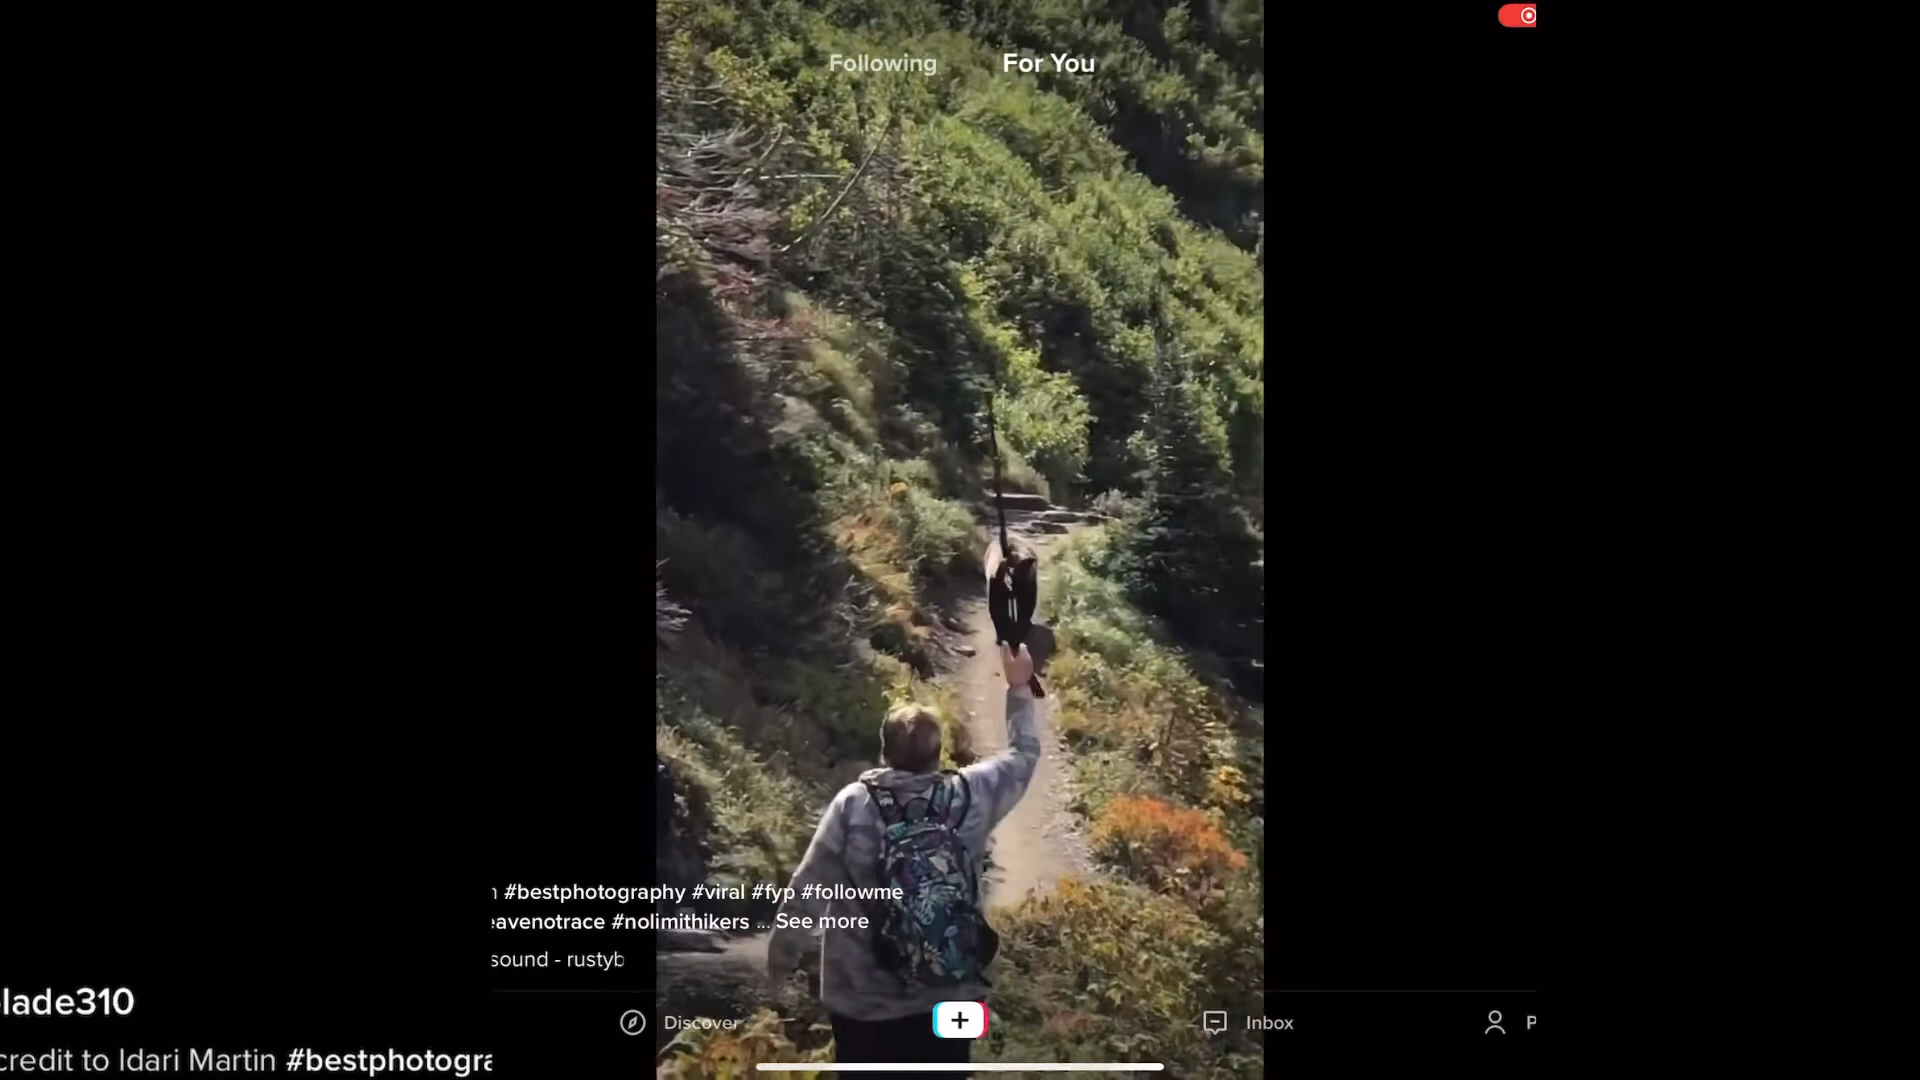 Following For You
#bestphotography #viral #fyp #followme
eavenotrace #nolimithikers ... See more
sound - rustyb
lade310
credit to Idari Martin #bestphotogra
Discover
Inbox
P